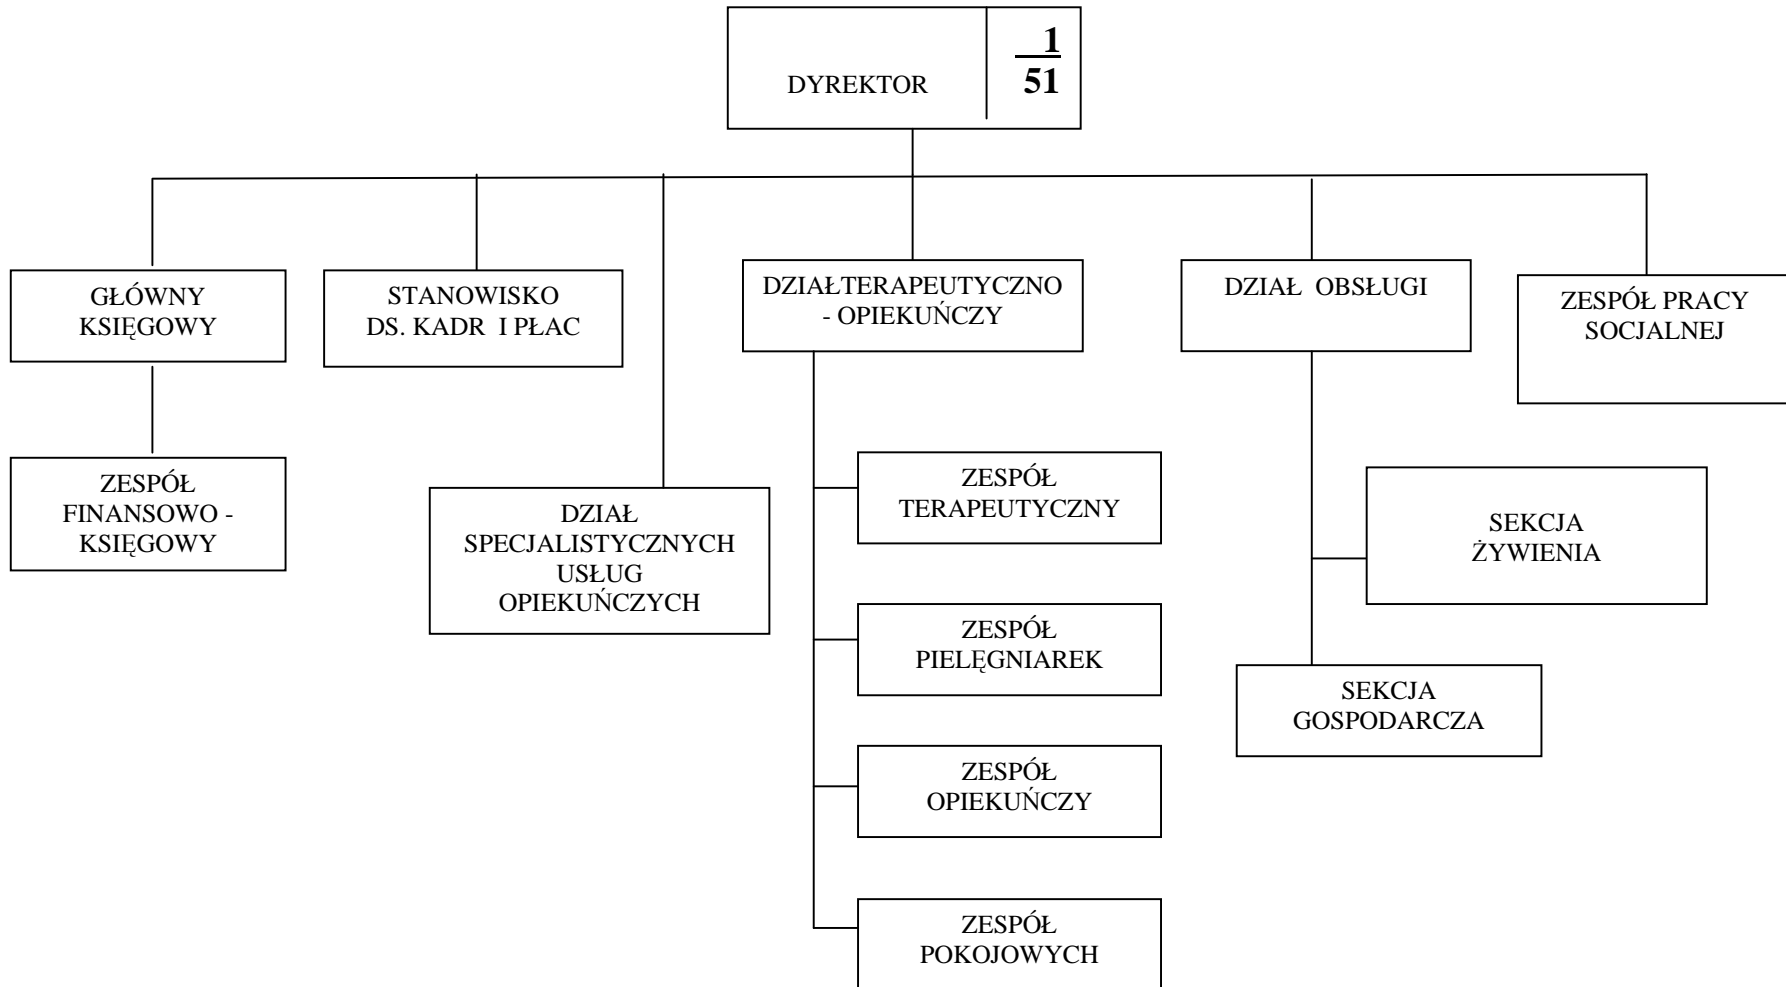 DYREKTOR
1
51
GŁÓWNY
KSIĘGOWY
STANOWISKO
DS. KADR I PŁAC
DZIAŁTERAPEUTYCZNO
- OPIEKUŃCZY
DZIAŁ OBSŁUGI
ZESPÓŁ PRACY
SOCJALNEJ
ZESPÓŁ
FINANSOWO -
KSIĘGOWY
DZIAŁ
SPECJALISTYCZNYCH
USŁUG
OPIEKUŃCZYCH
ZESPÓŁ
TERAPEUTYCZNY
SEKCJA
ŻYWIENIA
ZESPÓŁ
PIELĘGNIAREK
SEKCJA
GOSPODARCZA
ZESPÓŁ
OPIEKUŃCZY
ZESPÓŁ
POKOJOWYCH